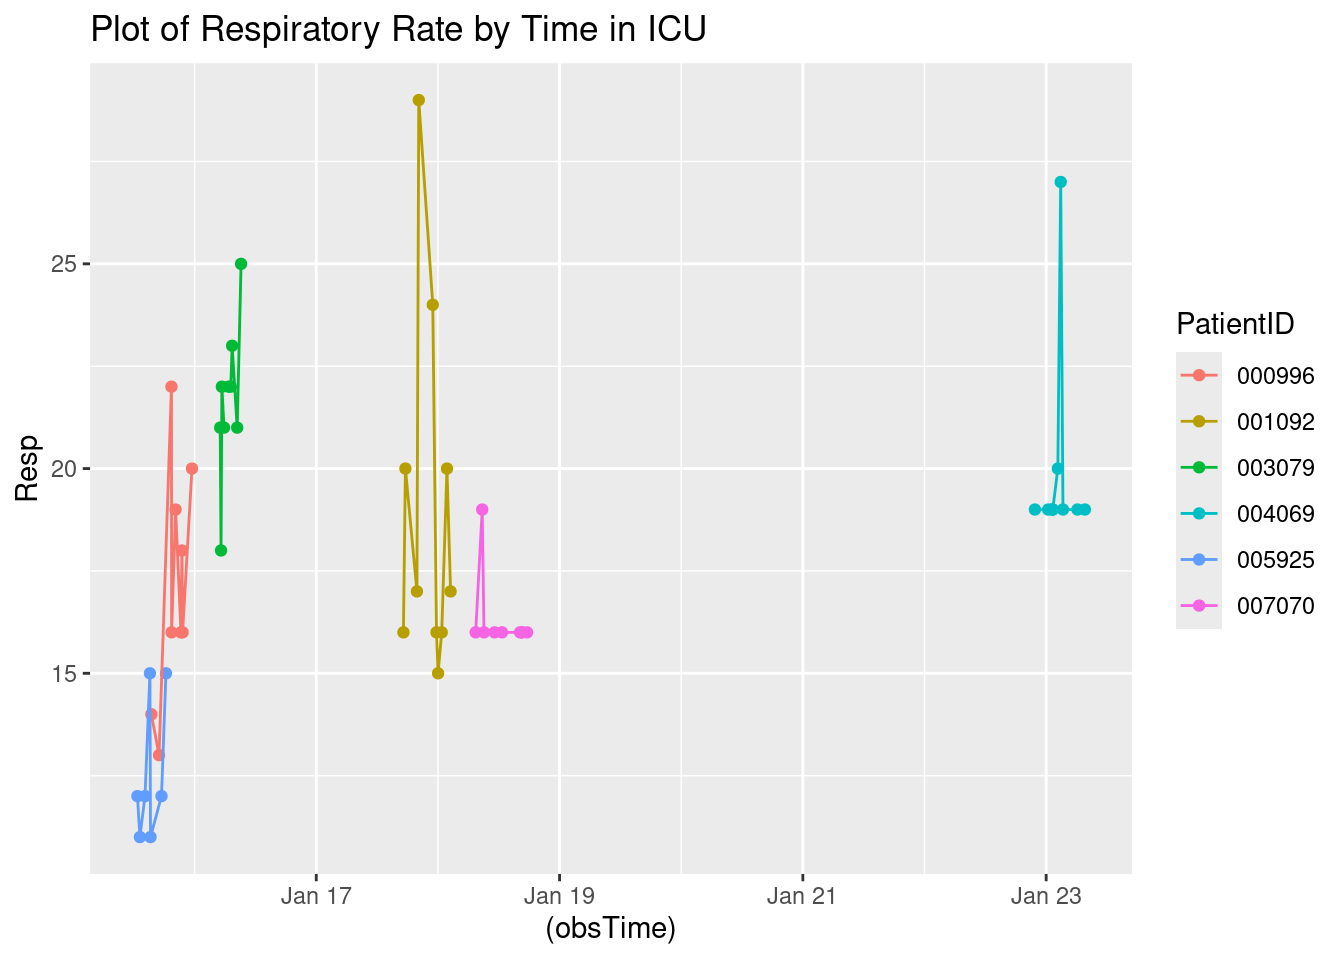 Plot of Respiratory Rate by Time in ICU
Resp
25
20
15
Jan 17
Jan 19
Jan 21
Jan 23
(obsTime)
PatientID
000996
001092
003079
004069
005925
007070